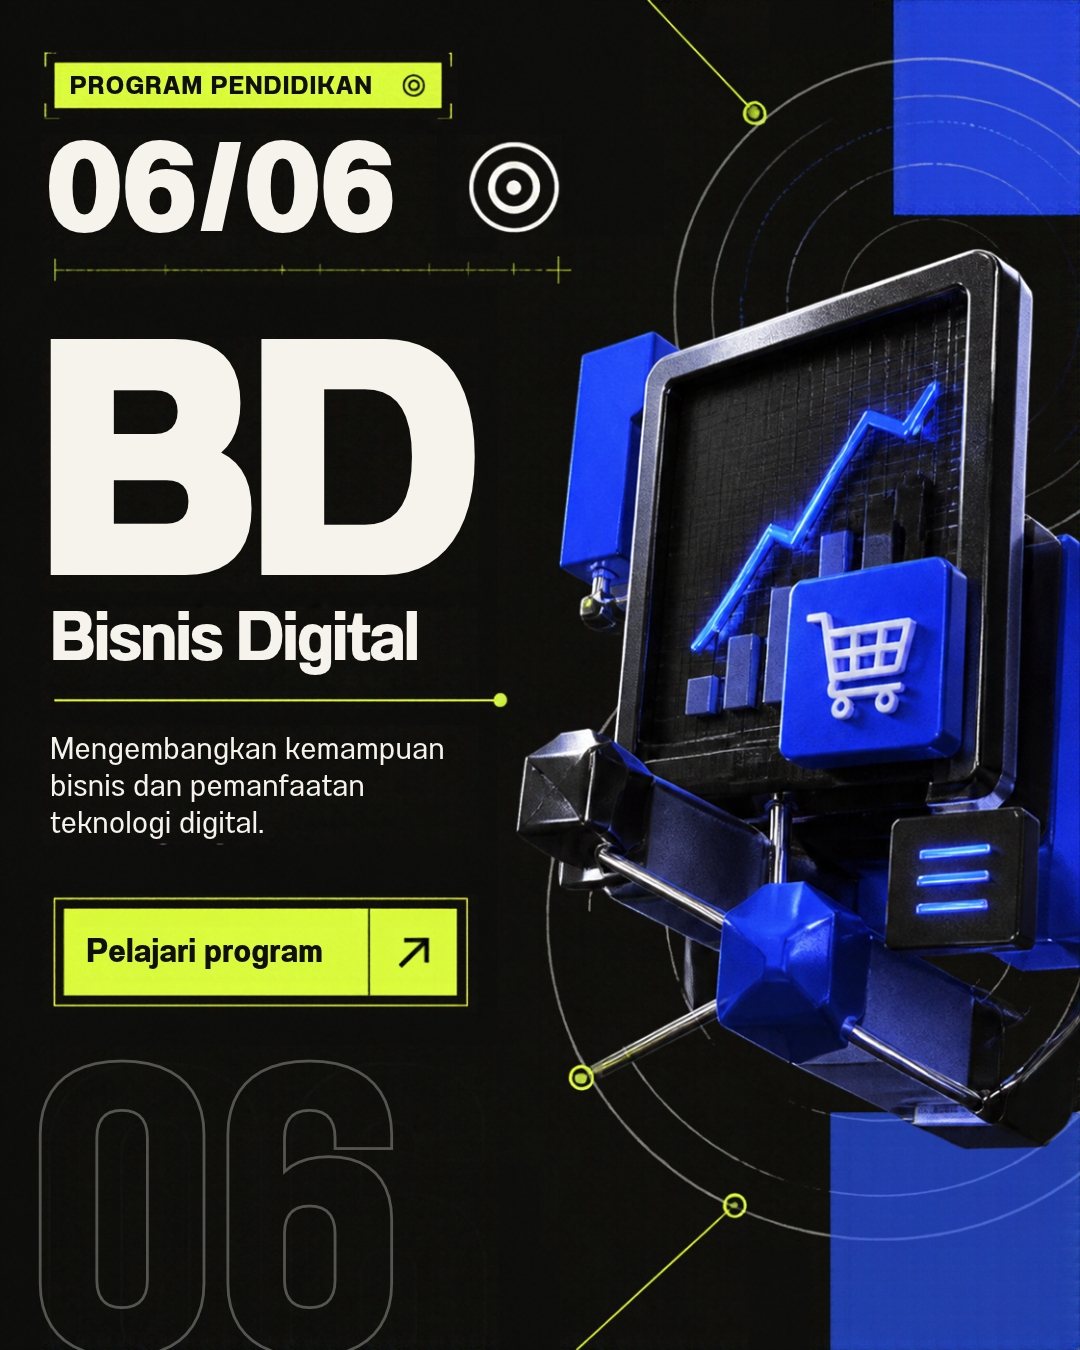 PROGRAM PENDIDIKAN
06/06
BD
Bisnis Digital
Mengembangkan kemampuan
bisnis dan pemanfaatan
teknologi digital.
Pelajari program
06